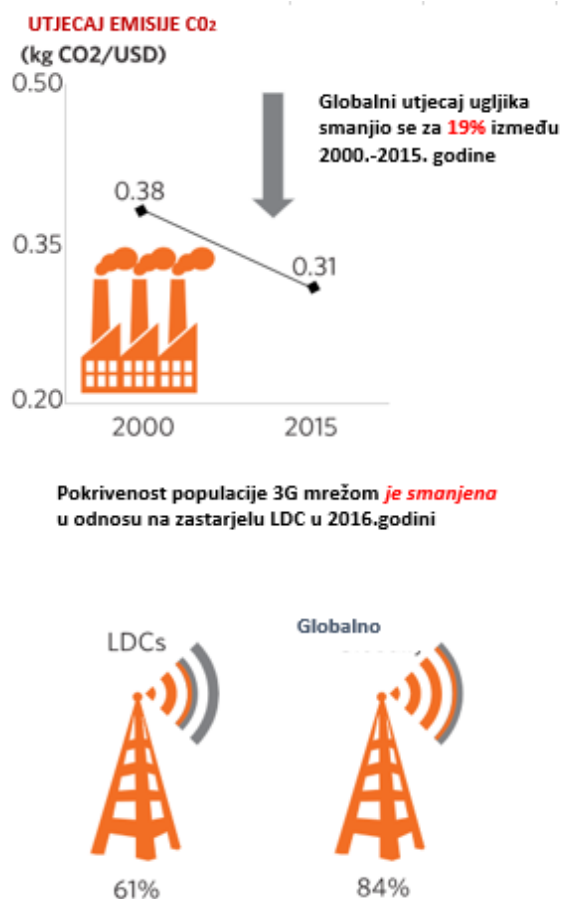 UTJECAJ EMISIJE C0₂
(kg CO2/USD)
0.50
Globalni utjecaj ugljika
smanjio se za 19% između
2000.-2015. godine
0.38
0.35
0.31
0.20
2000 2015
Pokrivenost populacije 3G mrežom je smanjena
u odnosu na zastarjelu LDC u 2016.godini
LDCs Globalno
61% 84%